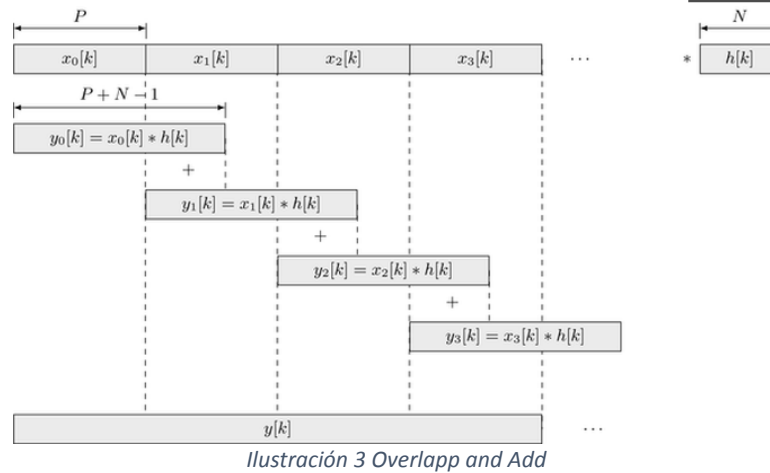 P
N
x₀[k] x₁[k] x₂[k] x₃[k] ... * h[k]
P + N − 1
y₀[k] = x₀[k] ∗ h[k]
+
y₁[k] = x₁[k] ∗ h[k]
+
y₂[k] = x₂[k] ∗ h[k]
+
y₃[k] = x₃[k] ∗ h[k]
y[k] ...
Ilustración 3 Overlapp and Add